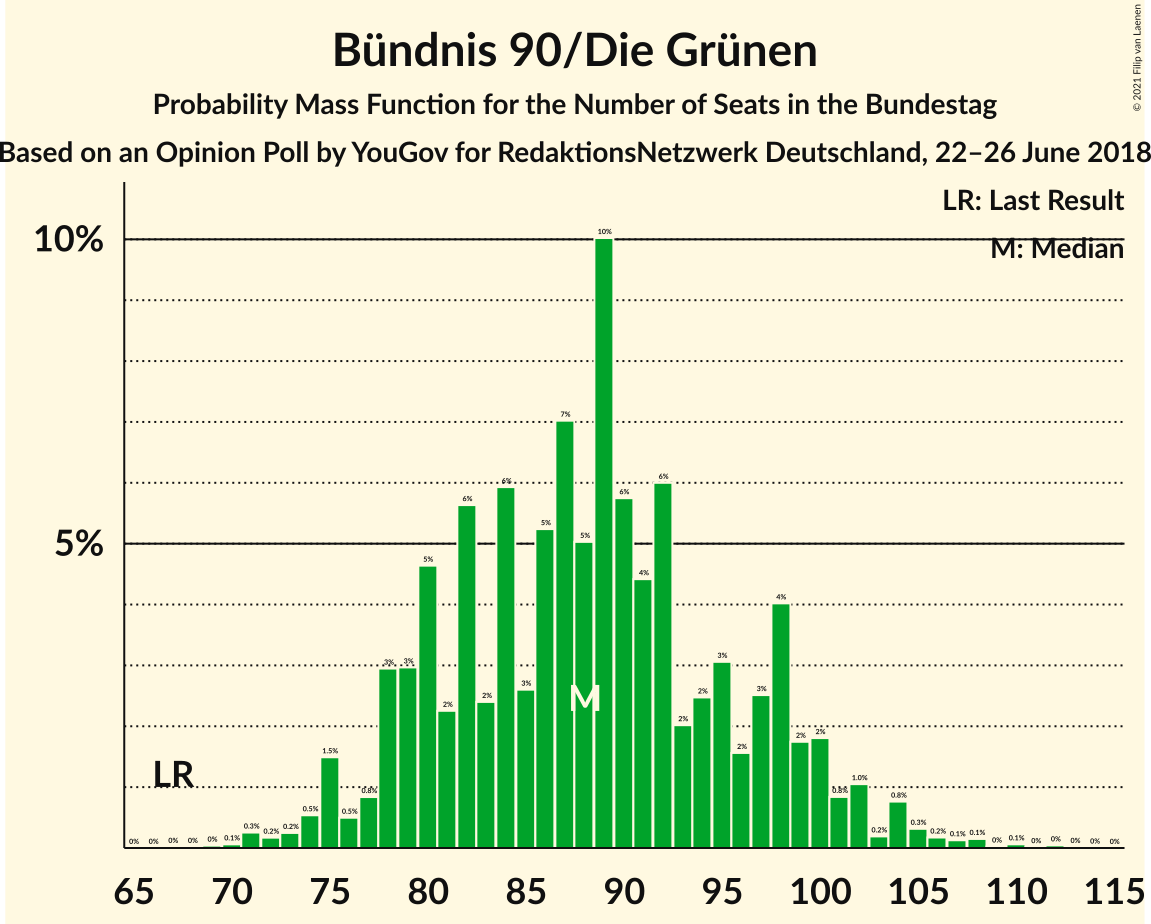 Bündnis 90/Die Grünen
Probability Mass Function for the Number of Seats in the Bundestag
Based on an Opinion Poll by YouGov for RedaktionsNetzwerk Deutschland, 22–26 June 2018
© 2021 Filip van Laenen
LR: Last Result
M: Median
10%
5%
0% 0% 0% 0% 0% 0.1% 0.3% 0.2% 0.2% 0.5% 1.5% 0.5% 0.8% 3% 3% 5% 2% 6% 2% 6% 3% 5% 7% 5% 10% 6% 4% 6% 2% 2% 3% 2% 3% 4% 2% 2% 0.8% 1.0% 0.2% 0.8% 0.3% 0.2% 0.1% 0.1% 0% 0.1% 0% 0% 0% 0% 0%
LR
M
65 70 75 80 85 90 95 100 105 110 115